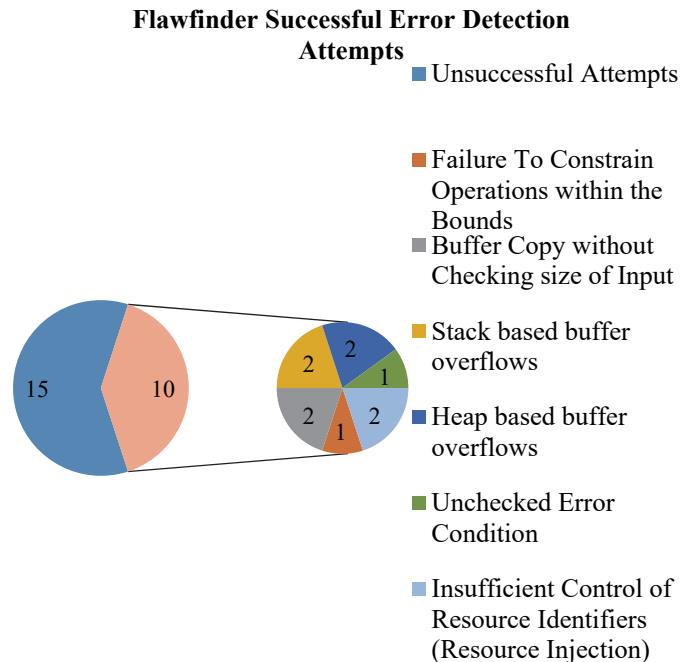 Flawfinder Successful Error Detection
Attempts
Unsuccessful Attempts
Failure To Constrain
Operations within the
Bounds
Buffer Copy without
Checking size of Input
Stack based buffer
overflows
Heap based buffer
overflows
Unchecked Error
Condition
Insufficient Control of
Resource Identifiers
(Resource Injection)
15
10
2
2
1
2
1
2